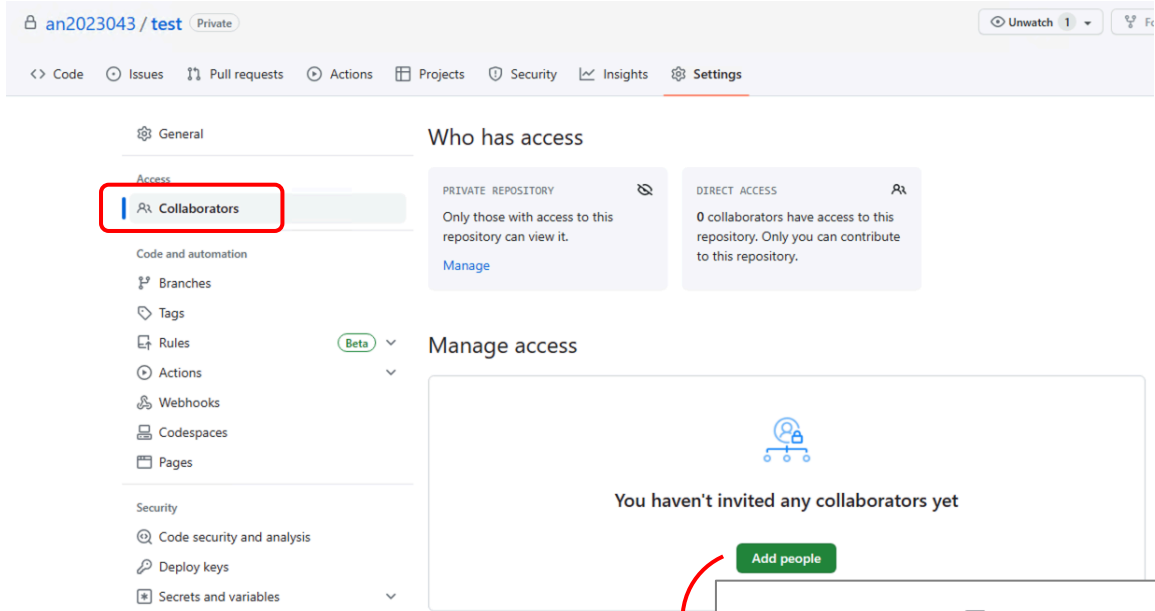 an2023043 / test Private
Unwatch 1
Code Issues Pull requests Actions Projects Security Insights Settings
General
Access
Collaborators
Code and automation
Branches
Tags
Rules Beta
Actions
Webhooks
Codespaces
Pages
Security
Code security and analysis
Deploy keys
Secrets and variables
Who has access
PRIVATE REPOSITORY
Only those with access to this
repository can view it.
Manage
DIRECT ACCESS
0 collaborators have access to this
repository. Only you can contribute
to this repository.
Manage access
You haven't invited any collaborators yet
Add people